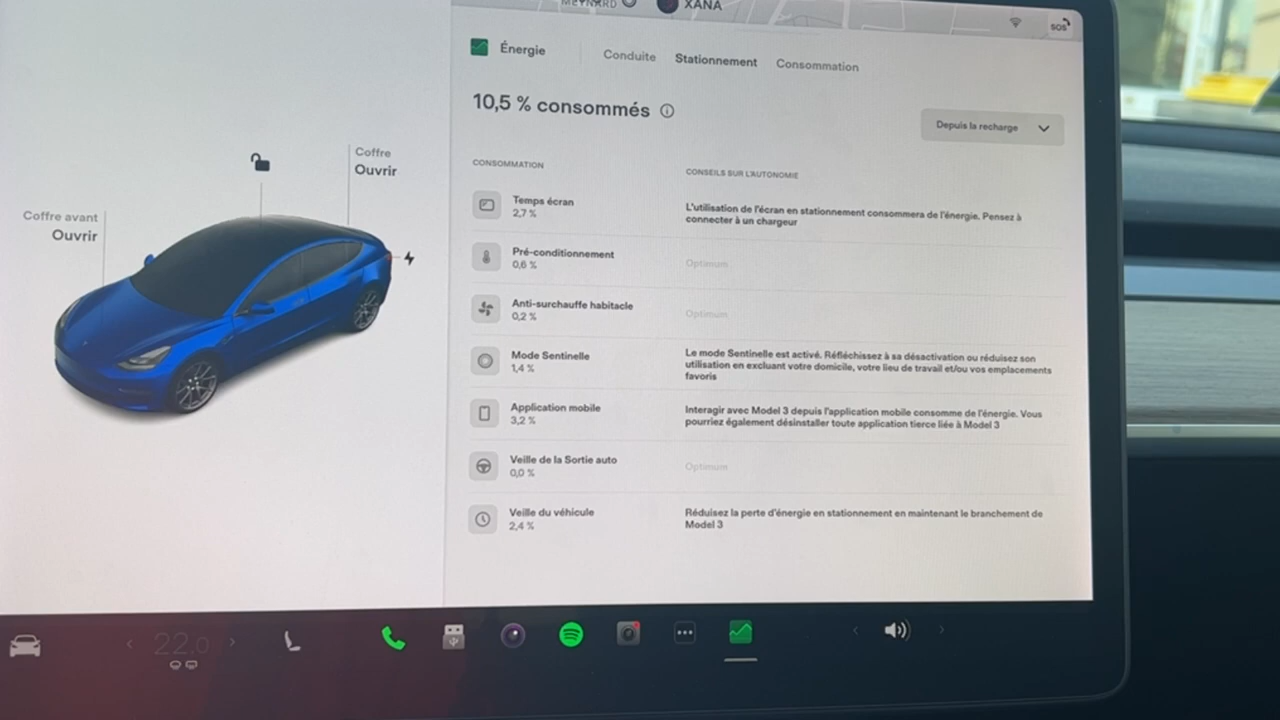 MEYNARD
XANA
SOS
Énergie
Conduite
Stationnement
Consommation
10,5 % consommés
Depuis la recharge
CONSOMMATION
CONSEILS SUR L'AUTONOMIE
Temps écran
2,7 %
L'utilisation de l'écran en stationnement consommera de l'énergie. Pensez à
connecter à un chargeur
Pré-conditionnement
0,6 %
Optimum
Anti-surchauffe habitacle
0,2 %
Optimum
Mode Sentinelle
1,4 %
Le mode Sentinelle est activé. Réfléchissez à sa désactivation ou réduisez son
utilisation en excluant votre domicile, votre lieu de travail et/ou vos emplacements
favoris
Application mobile
3,2 %
Interagir avec Model 3 depuis l'application mobile consomme de l'énergie. Vous
pourriez également désinstaller toute application tierce liée à Model 3
Veille de la Sortie auto
0,0 %
Optimum
Veille du véhicule
2,4 %
Réduisez la perte d'énergie en stationnement en maintenant le branchement de
Model 3
Coffre
Ouvrir
Coffre avant
Ouvrir
22.0